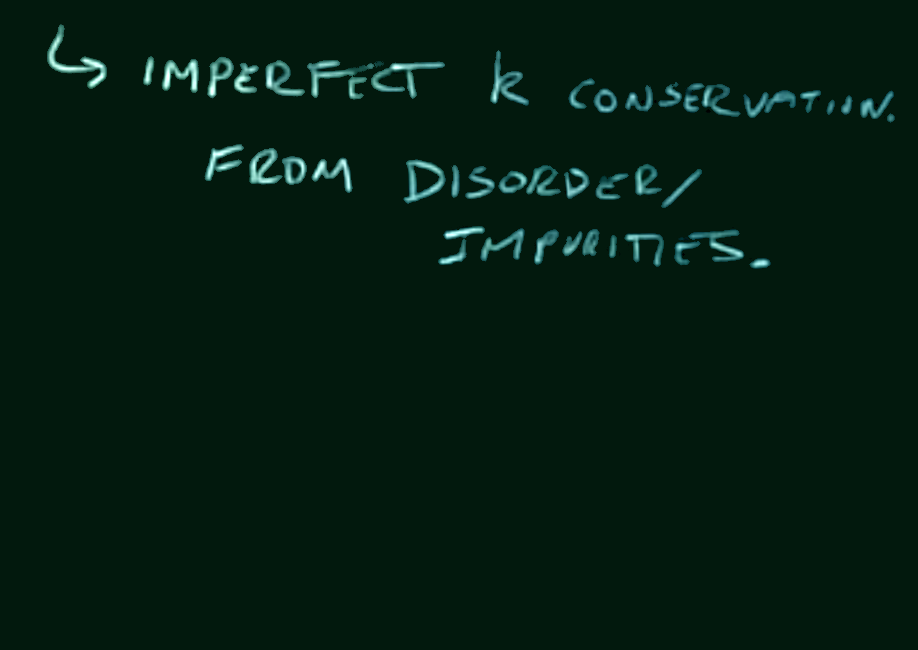 ↳ IMPERFECT k CONSERVATION.
FROM DISORDER/
IMPURITIES.